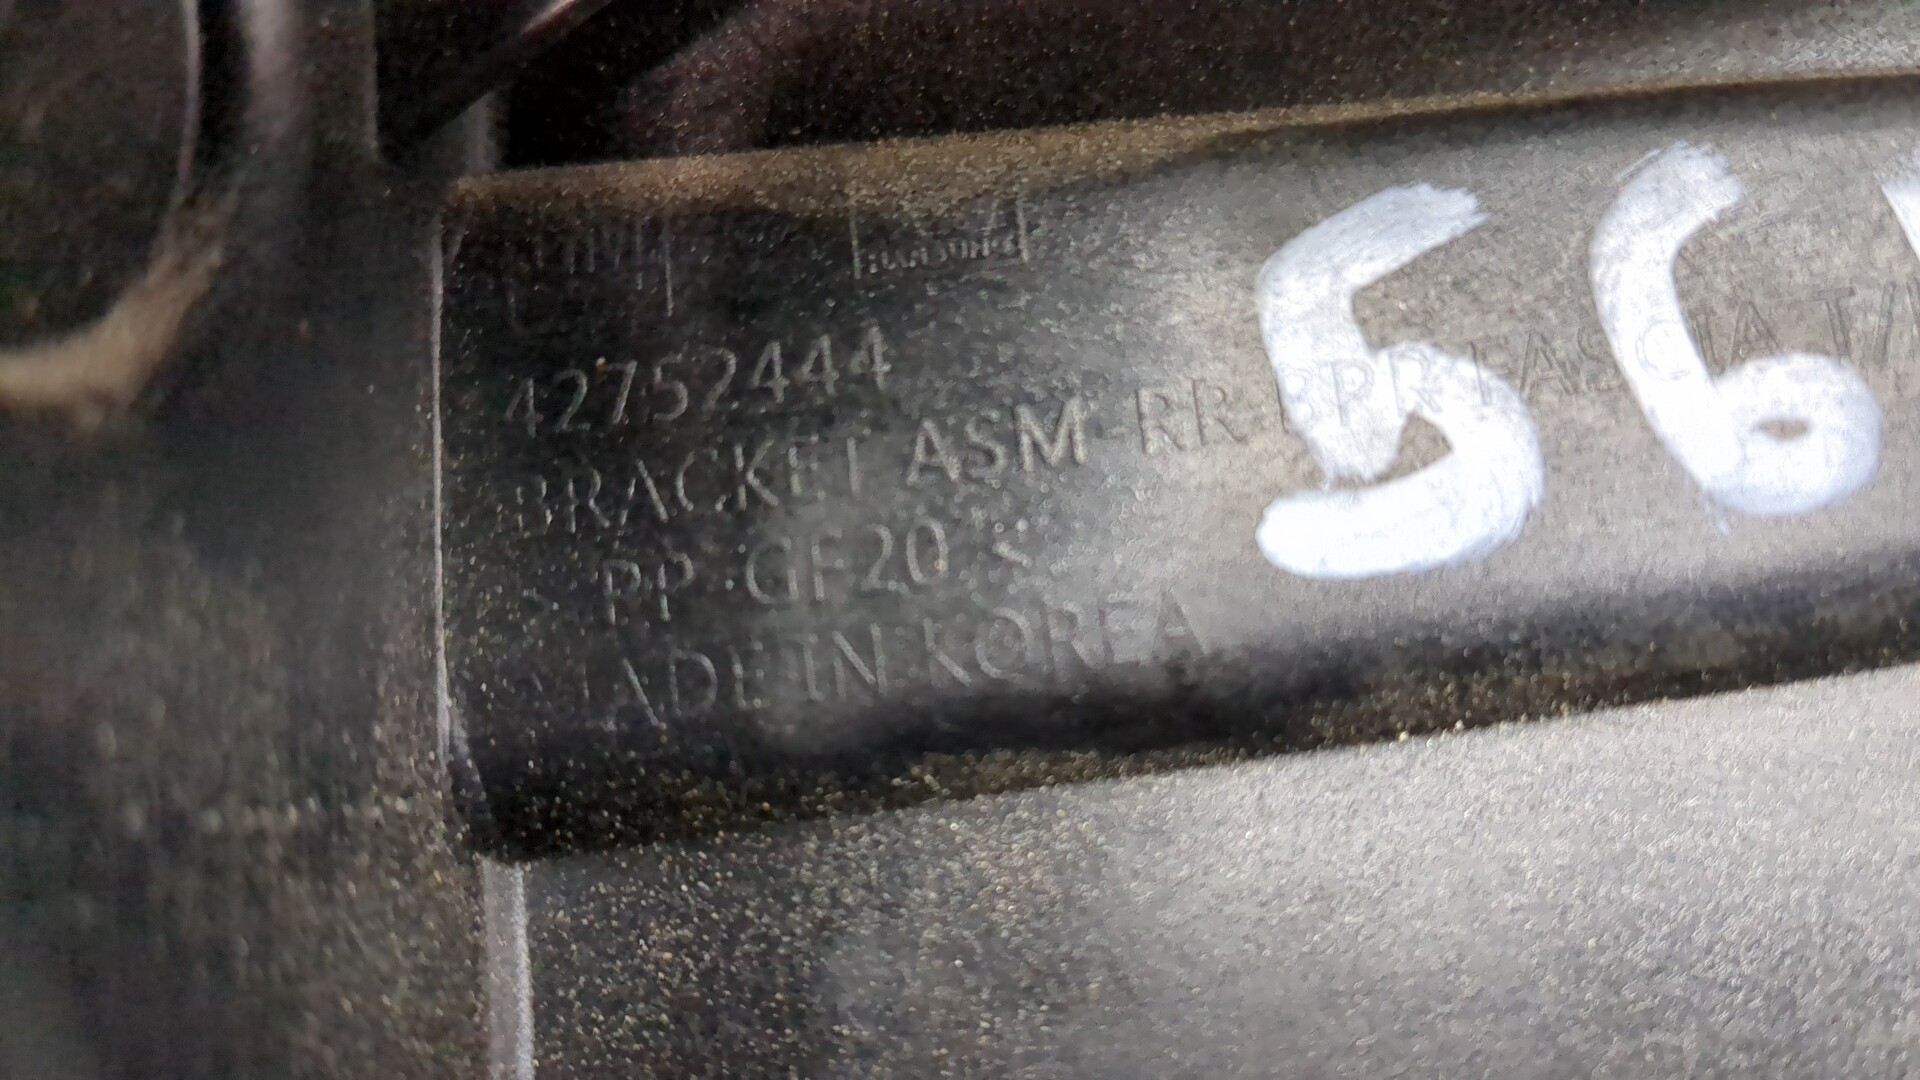 42752444
BRACKET ASM-RR BPR FASCIA T/
> PP-GF20 <
MADE IN KOREA
56